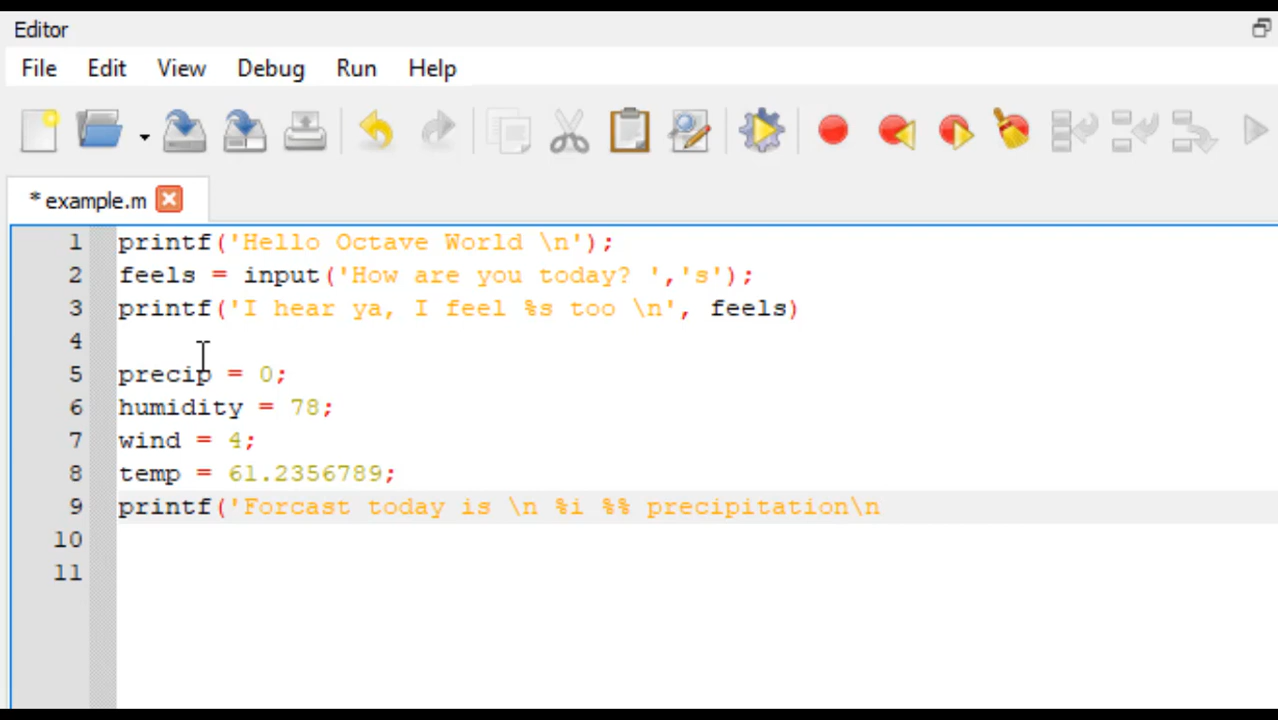 Editor
File Edit View Debug Run Help
* example.m
1 printf('Hello Octave World \n');
2 feels = input('How are you today? ','s');
3 printf('I hear ya, I feel %s too \n', feels)
4
5 precip = 0;
6 humidity = 78;
7 wind = 4;
8 temp = 61.2356789;
9 printf('Forcast today is \n %i %% precipitation\n
10
11